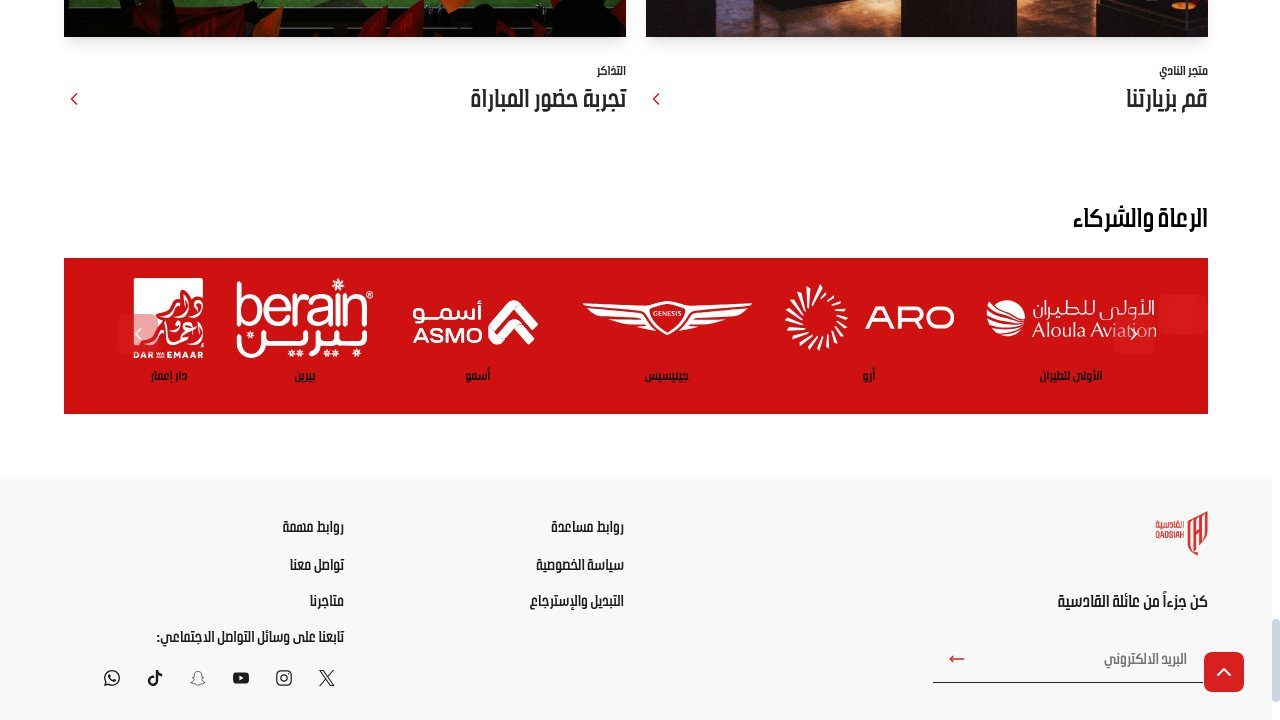 متجر النادي
قم بزيارتنا
التذاكر
تجربة حضور المباراة
الرعاة والشركاء
الأولى للطيران
Aloula Aviation
الأولى للطيران
ARO
أرو
GENESIS
جينيسيس
أسمو
ASMO
أسمو
berain®
بيرين
بيرين
دار إعمار
DAR WA EMAAR
دار إعمار
القادسية
QADSIAH
كن جزءاً من عائلة القادسية
البريد الالكتروني
روابط مساعدة
سياسة الخصوصية
التبديل والإسترجاع
روابط مهمة
تواصل معنا
متاجرنا
تابعنا على وسائل التواصل الاجتماعي: